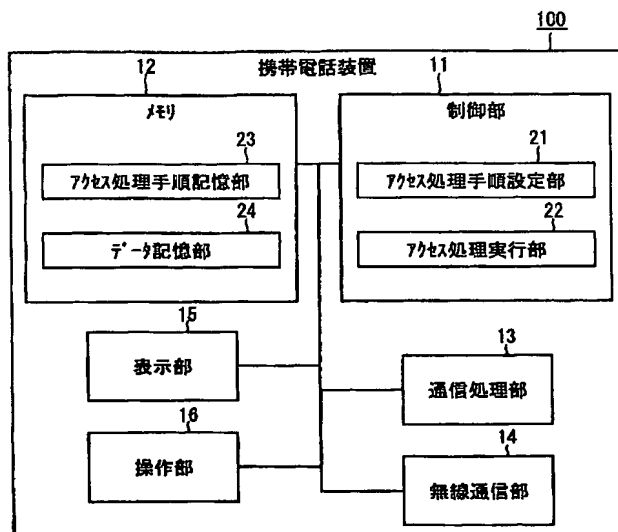 100
携帯電話装置
12
メモリ
23
アクセス処理手順記憶部
24
データ記憶部
11
制御部
21
アクセス処理手順設定部
22
アクセス処理実行部
15
表示部
16
操作部
13
通信処理部
14
無線通信部